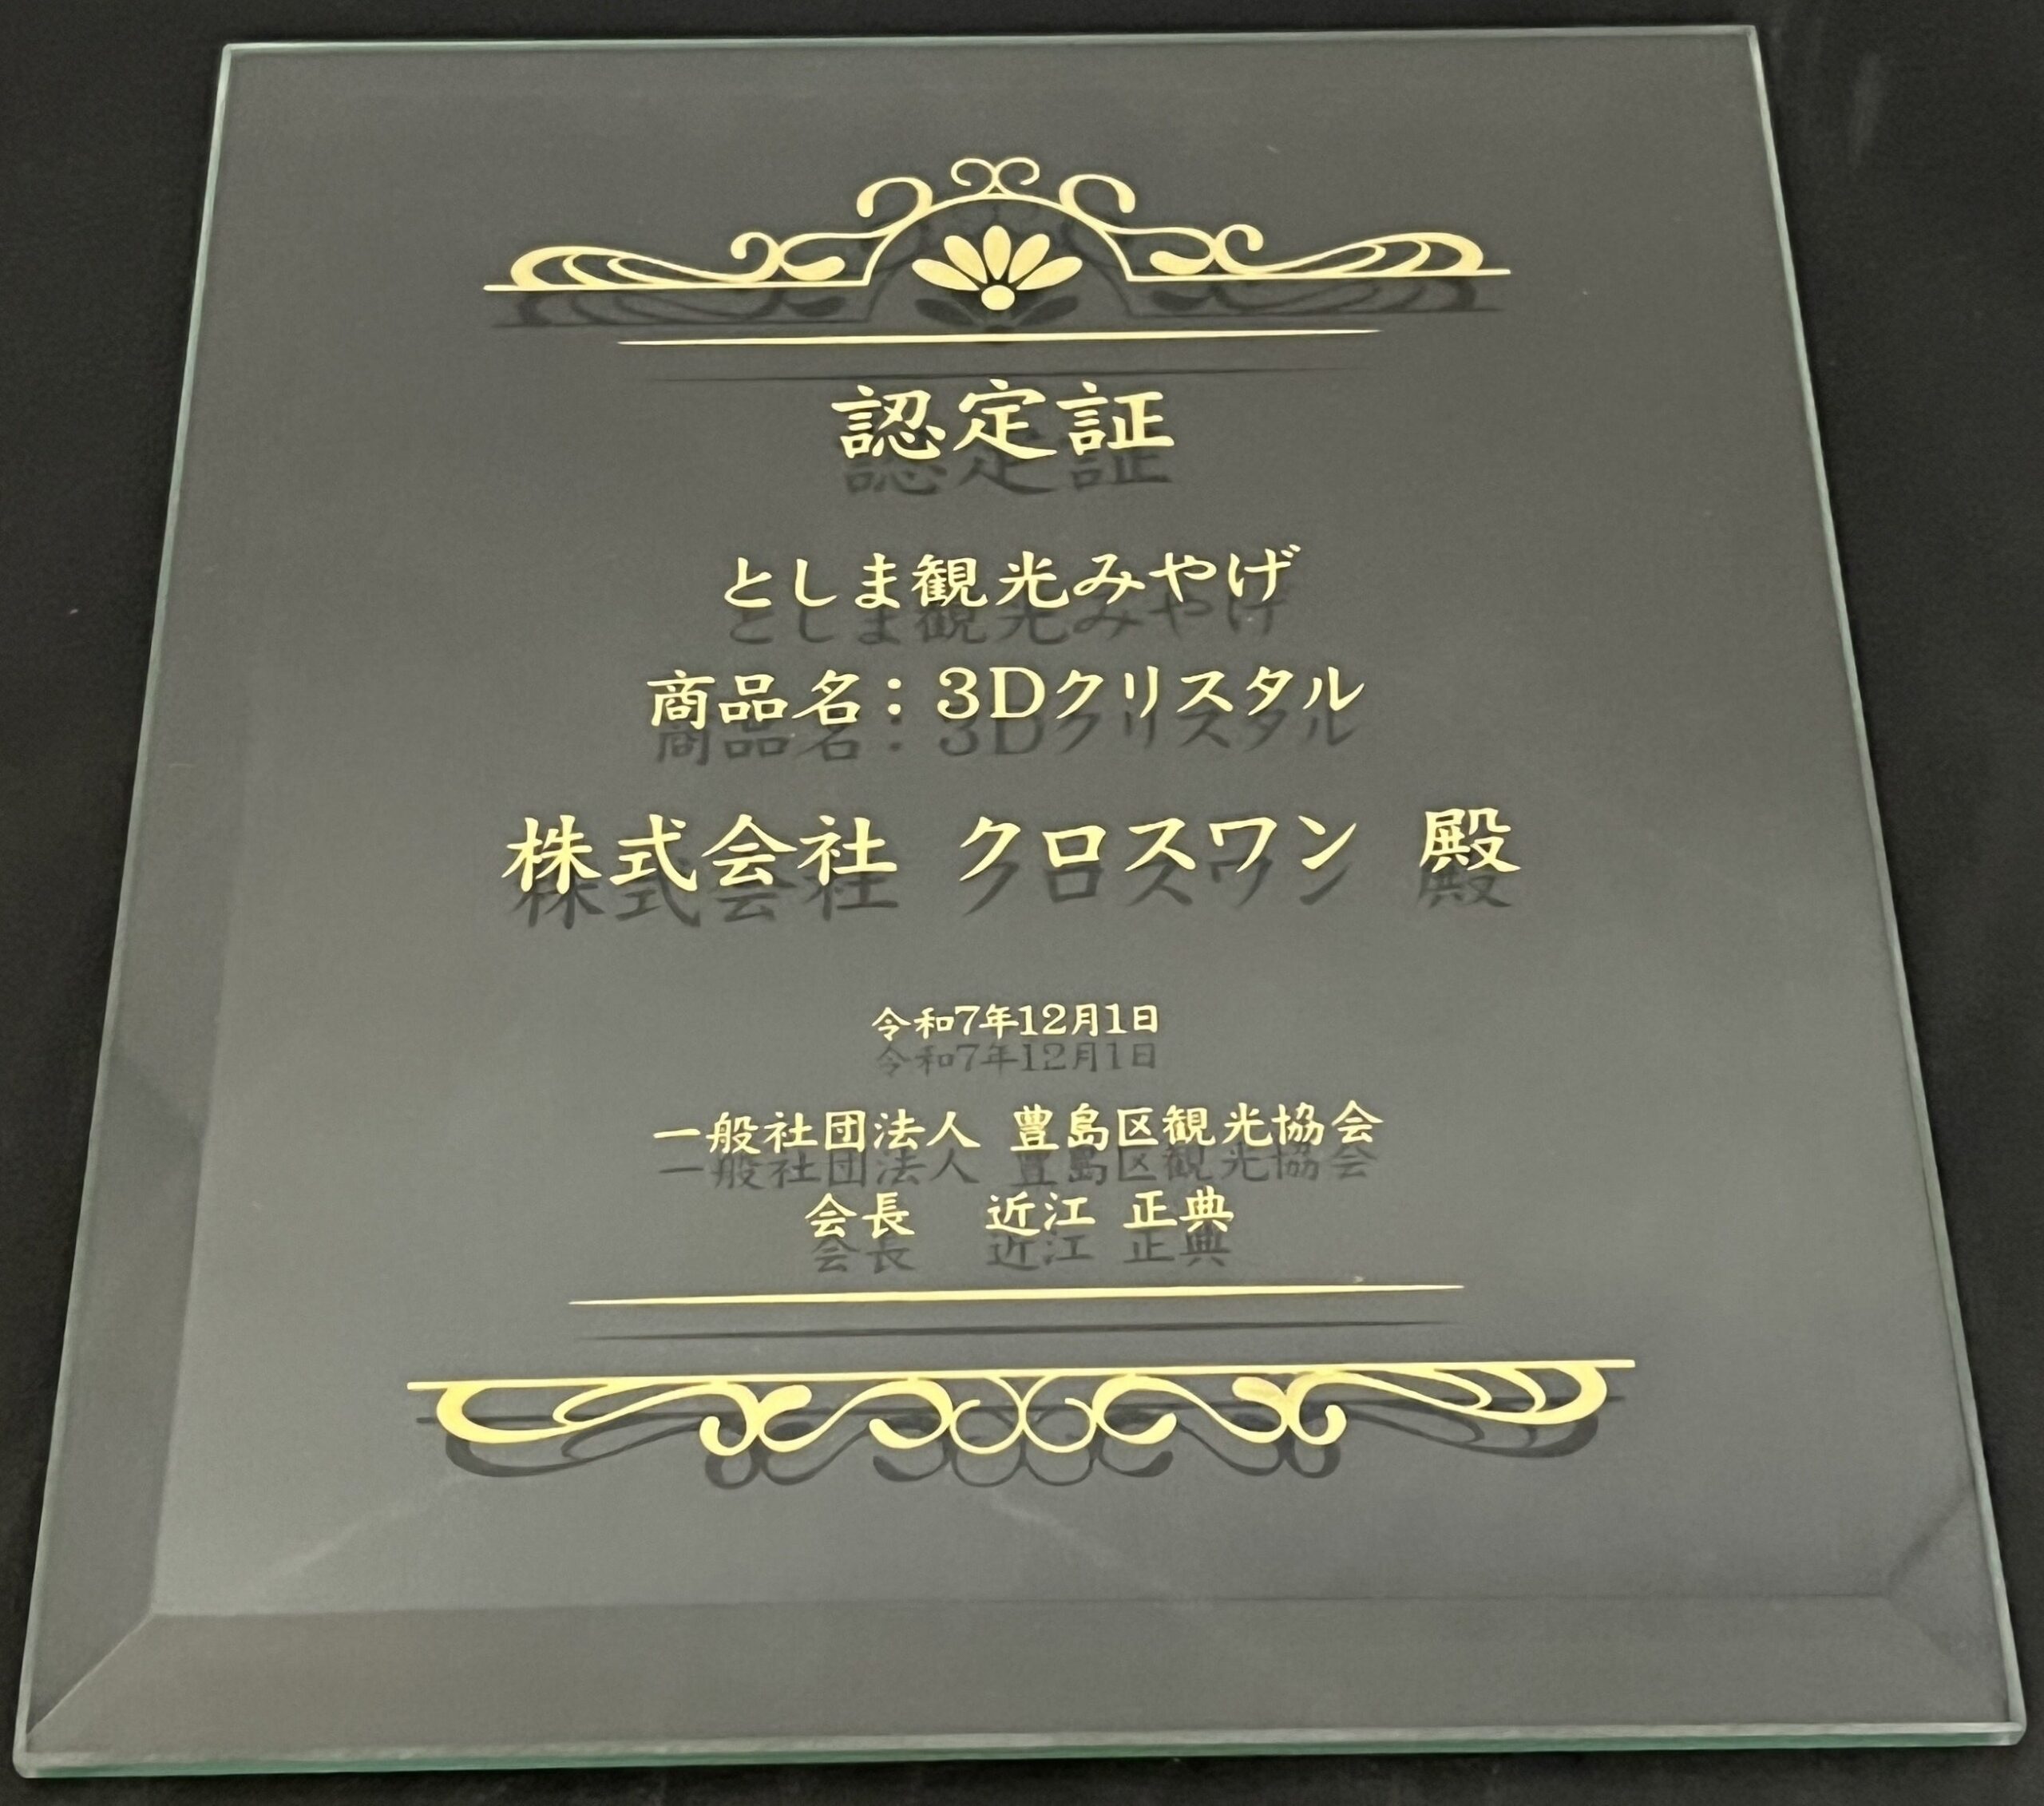 認定証
としま観光みやげ
商品名：3Dクリスタル
株式会社 クロスワン 殿
令和7年12月1日
一般社団法人 豊島区観光協会
会長　近江 正典